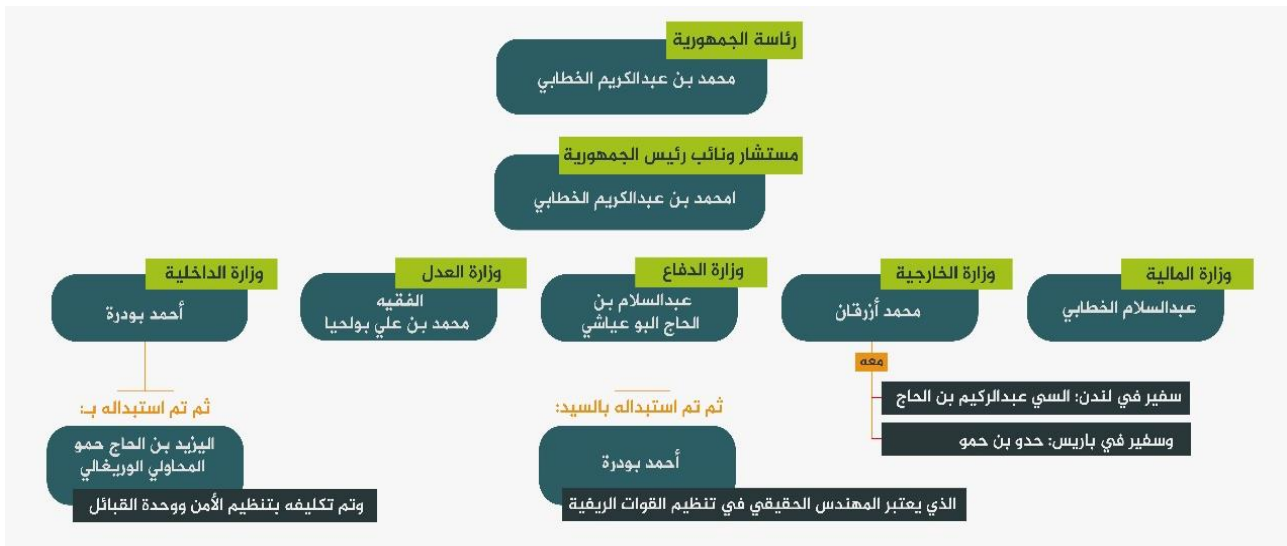 رئاسة الجمهورية
محمد بن عبدالكريم الخطابي
مستشار ونائب رئيس الجمهورية
امحمد بن عبدالكريم الخطابي
وزارة المالية
عبدالسلام الخطابي
وزارة الخارجية
محمد أزرقان
معه
سفير في لندن: السي عبدالركيم بن الحاج
وسفير في باريس: حدو بن حمو
وزارة الدفاع
عبدالسلام بن
الحاج البو عياشي
ثم تم استبداله بالسيد:
أحمد بودرة
الذي يعتبر المهندس الحقيقي في تنظيم القوات الريفية
وزارة العدل
الفقيه
محمد بن علي بولحيا
وزارة الداخلية
أحمد بودرة
ثم تم استبداله بـ:
اليزيد بن الحاج حمو
المحاولي الوريغالي
وتم تكليفه بتنظيم الأمن ووحدة القبائل